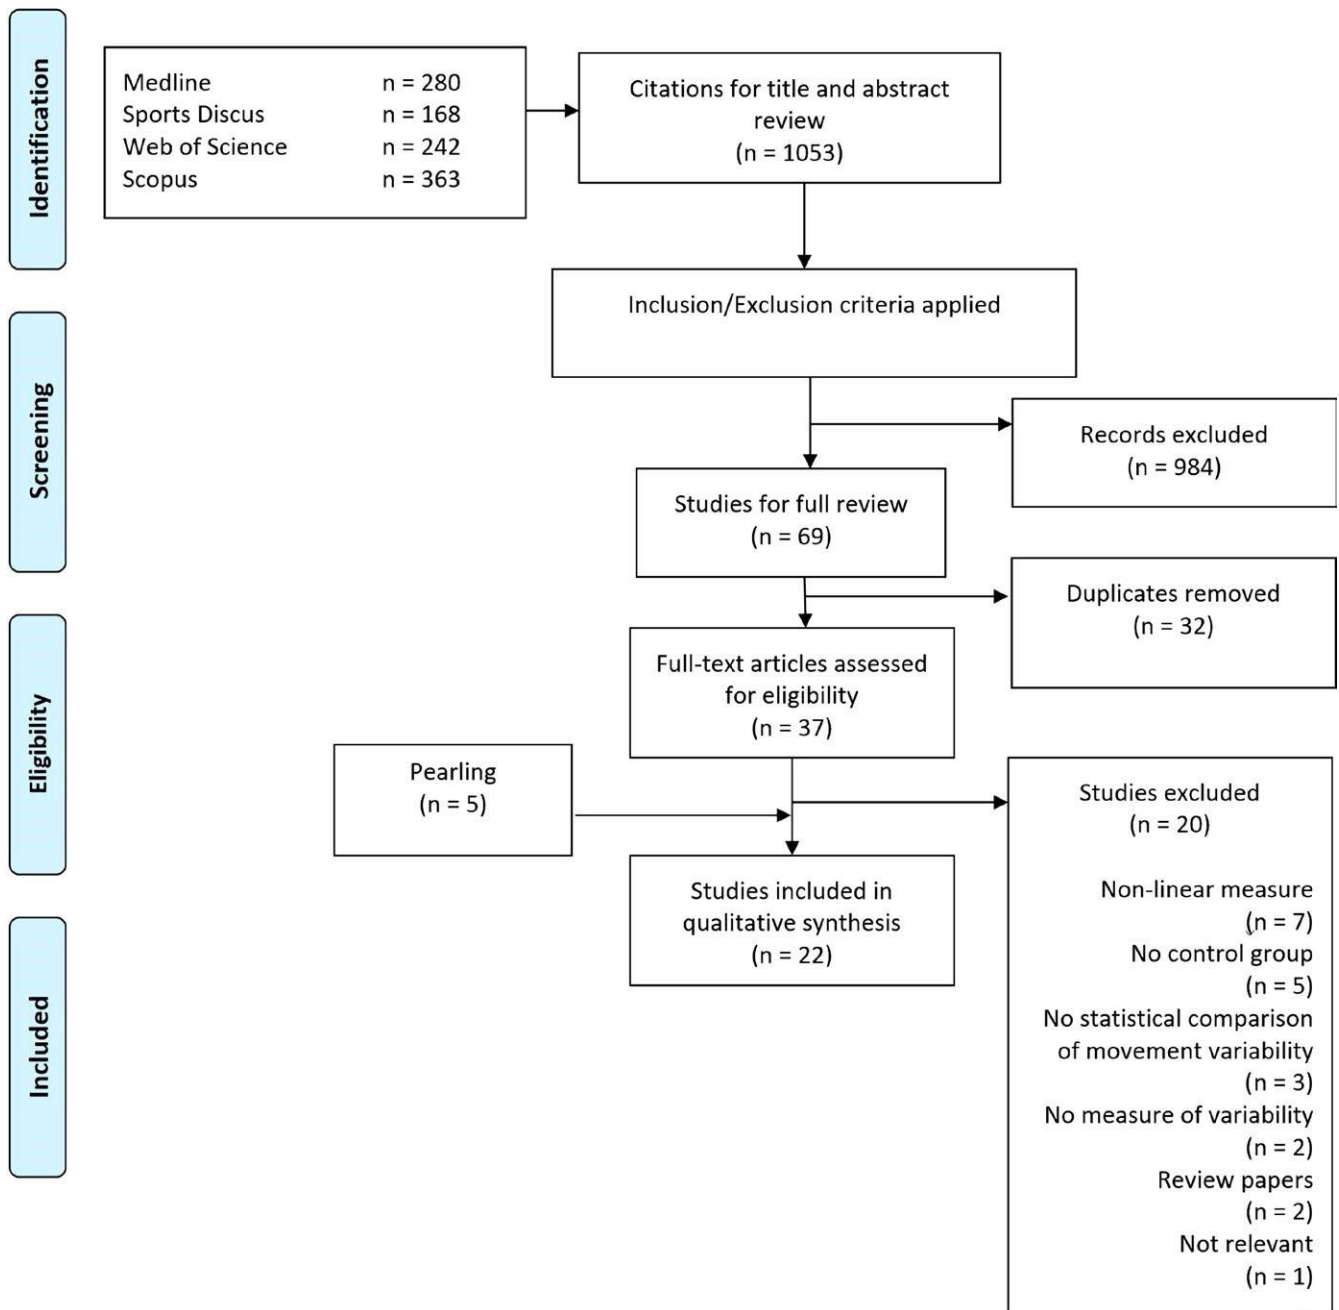 Identification
Medline n = 280
Sports Discus n = 168
Web of Science n = 242
Scopus n = 363
Citations for title and abstract
review
(n = 1053)
Inclusion/Exclusion criteria applied
Screening
Records excluded
(n = 984)
Studies for full review
(n = 69)
Duplicates removed
(n = 32)
Eligibility
Full-text articles assessed
for eligibility
(n = 37)
Pearling
(n = 5)
Studies excluded
(n = 20)
Non-linear measure
(n = 7)
No control group
(n = 5)
No statistical comparison
of movement variability
(n = 3)
No measure of variability
(n = 2)
Review papers
(n = 2)
Not relevant
(n = 1)
Included
Studies included in
qualitative synthesis
(n = 22)